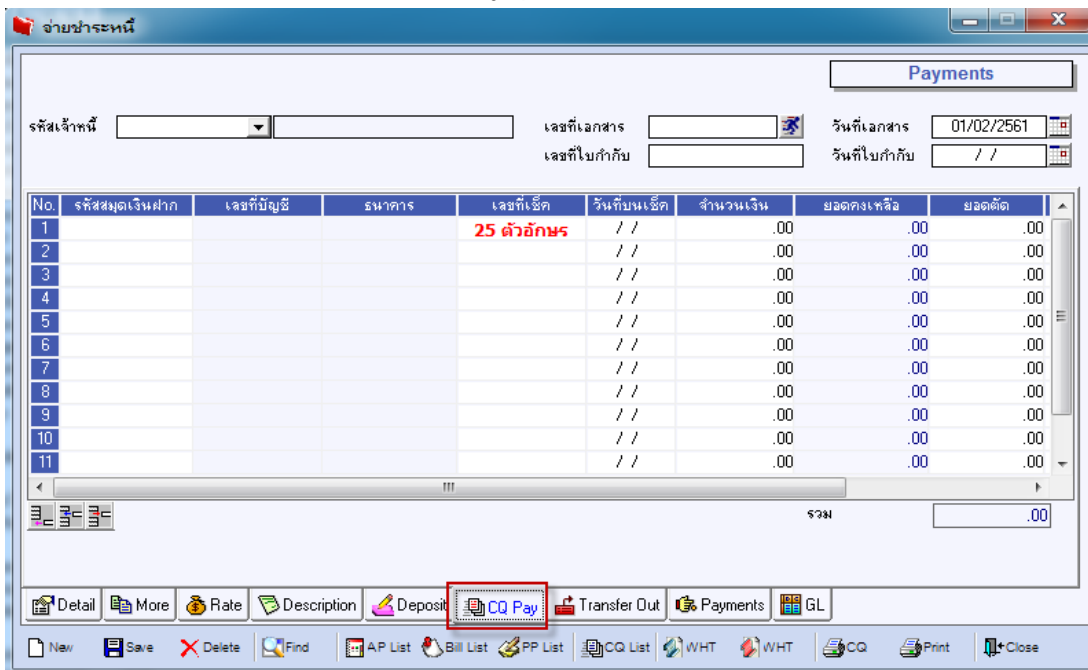 จ่ายชำระหนี้
Payments
รหัสเจ้าหนี้ เลขที่เอกสาร วันที่เอกสาร 01/02/2561
เลขที่ใบกำกับ วันที่ใบกำกับ / /
No. รหัสสมุดเงินฝาก เลขที่บัญชี ธนาคาร เลขที่เช็ค วันที่บนเช็ค จำนวนเงิน ยอดคงเหลือ ยอดตัด
1 25 ตัวอักษร / / .00 .00 .00
2 / / .00 .00 .00
3 / / .00 .00 .00
4 / / .00 .00 .00
5 / / .00 .00 .00
6 / / .00 .00 .00
7 / / .00 .00 .00
8 / / .00 .00 .00
9 / / .00 .00 .00
10 / / .00 .00 .00
11 / / .00 .00 .00
รวม .00
Detail More Rate Description Deposit CQ Pay Transfer Out Payments GL
New Save Delete Find AP List Bill List PP List CQ List WHT WHT CQ Print Close